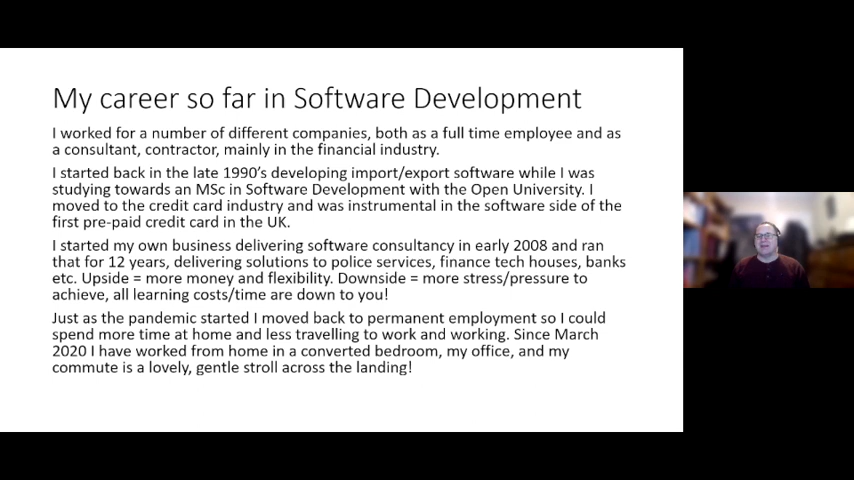 My career so far in Software Development
I worked for a number of different companies, both as a full time employee and as
a consultant, contractor, mainly in the financial industry.
I started back in the late 1990's developing import/export software while I was
studying towards an MSc in Software Development with the Open University. I
moved to the credit card industry and was instrumental in the software side of the
first pre-paid credit card in the UK.
I started my own business delivering software consultancy in early 2008 and ran
that for 12 years, delivering solutions to police services, finance tech houses, banks
etc. Upside = more money and flexibility. Downside = more stress/pressure to
achieve, all learning costs/time are down to you!
Just as the pandemic started I moved back to permanent employment so I could
spend more time at home and less travelling to work and working. Since March
2020 I have worked from home in a converted bedroom, my office, and my
commute is a lovely, gentle stroll across the landing!